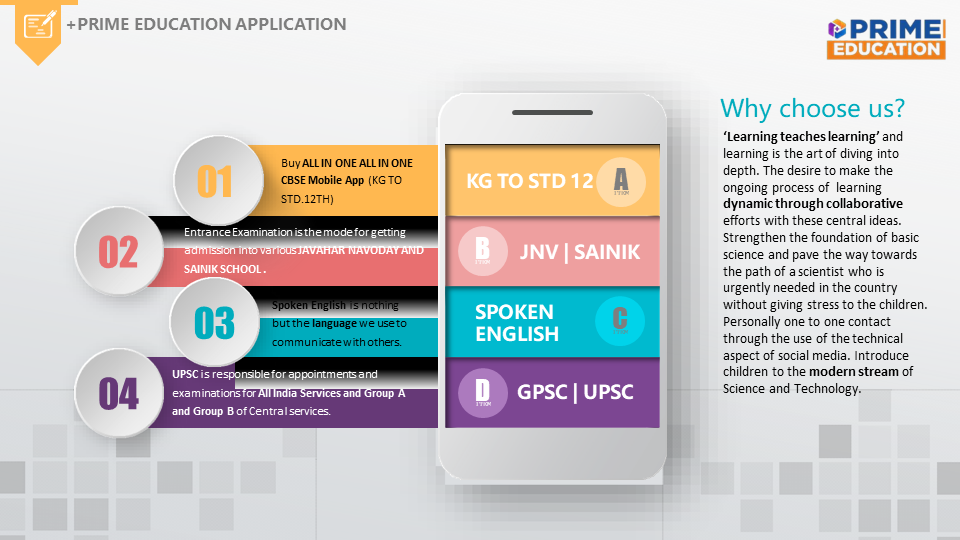 +PRIME EDUCATION APPLICATION
PRIME
EDUCATION
Why choose us?
‘Learning teaches learning’ and
learning is the art of diving into
depth. The desire to make the
ongoing process of learning
dynamic through collaborative
efforts with these central ideas.
Strengthen the foundation of basic
science and pave the way towards
the path of a scientist who is
urgently needed in the country
without giving stress to the children.
Personally one to one contact
through the use of the technical
aspect of social media. Introduce
children to the modern stream of
Science and Technology.
01
Buy ALL IN ONE ALL IN ONE
CBSE Mobile App (KG TO
STD.12TH)
KG TO STD 12
A
02
Entrance Examination is the mode for getting
admission into various JAVAHAR NAVODAY AND
SAINIK SCHOOL .
B
JNV | SAINIK
03
Spoken English is nothing
but the language we use to
communicate with others.
SPOKEN
ENGLISH
C
04
UPSC is responsible for appointments and
examinations for All India Services and Group A
and Group B of Central services.
D
GPSC | UPSC